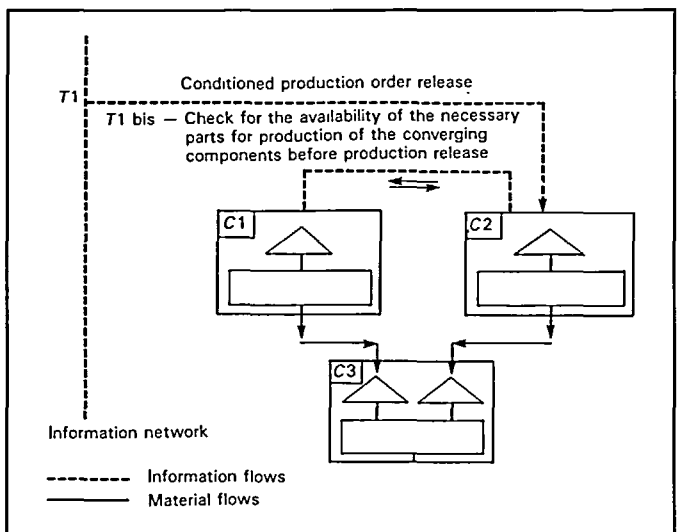 Conditioned production order release
T1
T1 bis — Check for the availability of the necessary
parts for production of the converging
components before production release
C1
C2
C3
Information network
Information flows
Material flows